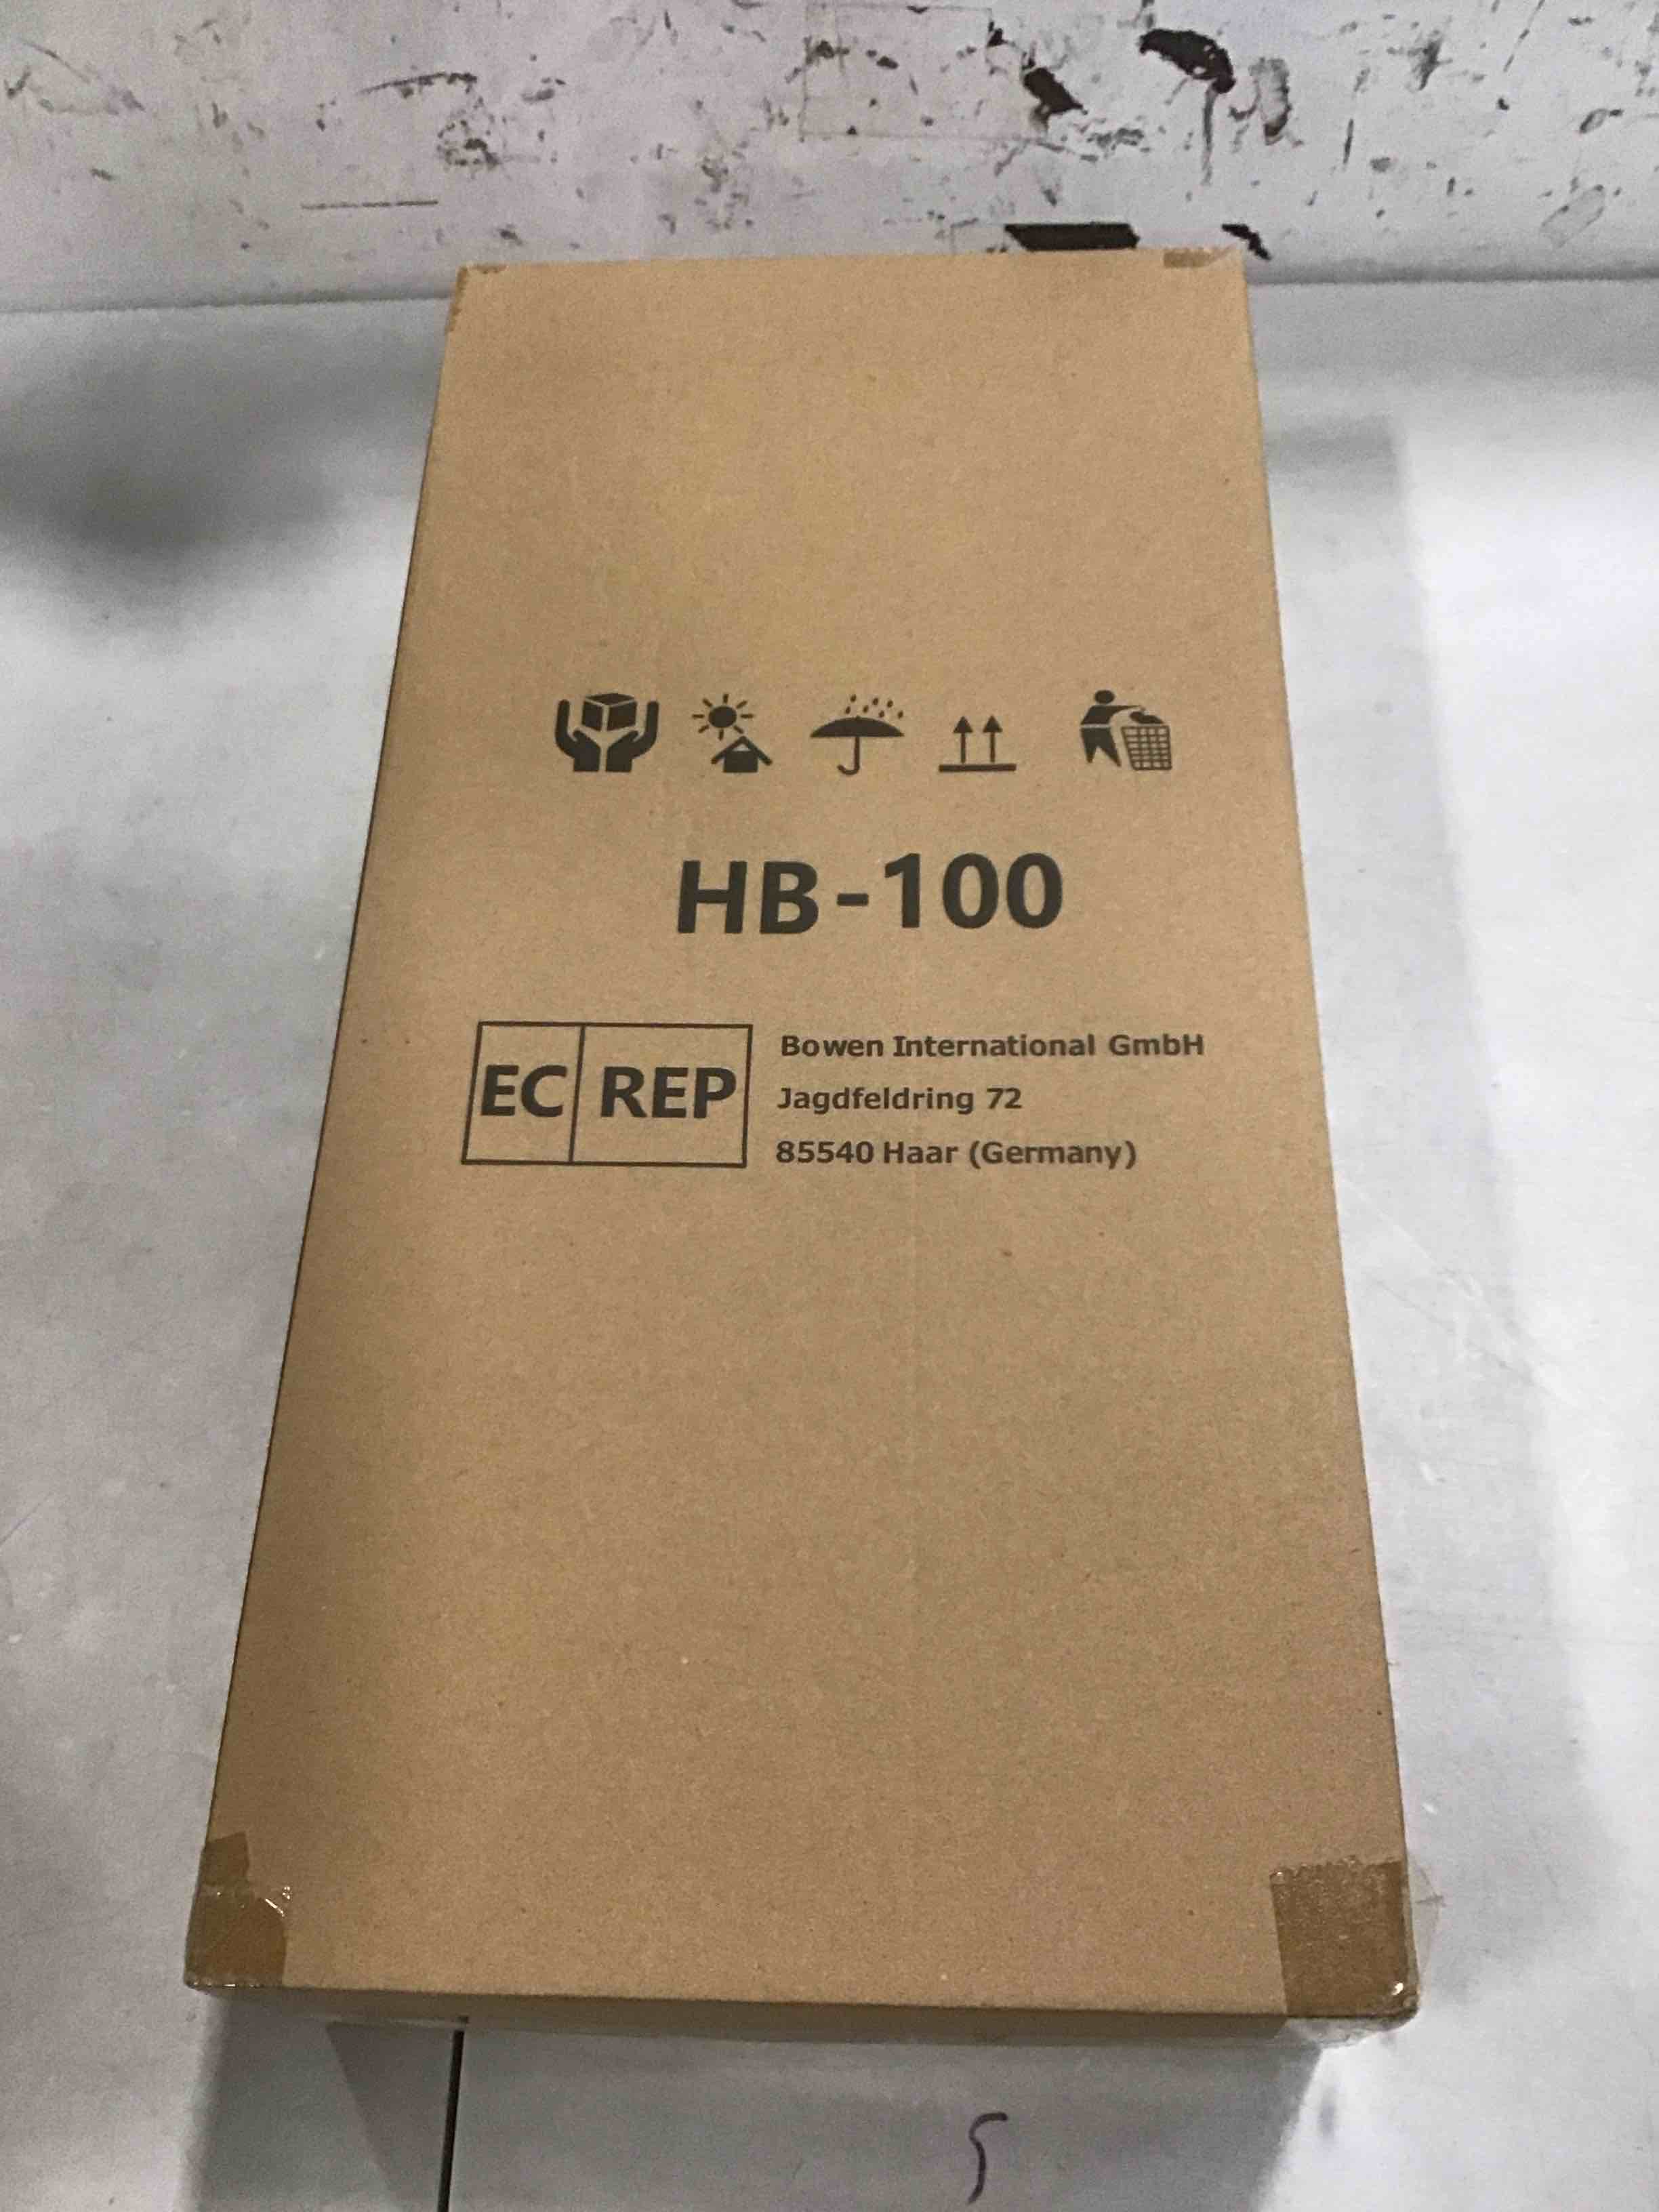 HB-100
EC REP
Bowen International GmbH
Jagdfeldring 72
85540 Haar (Germany)